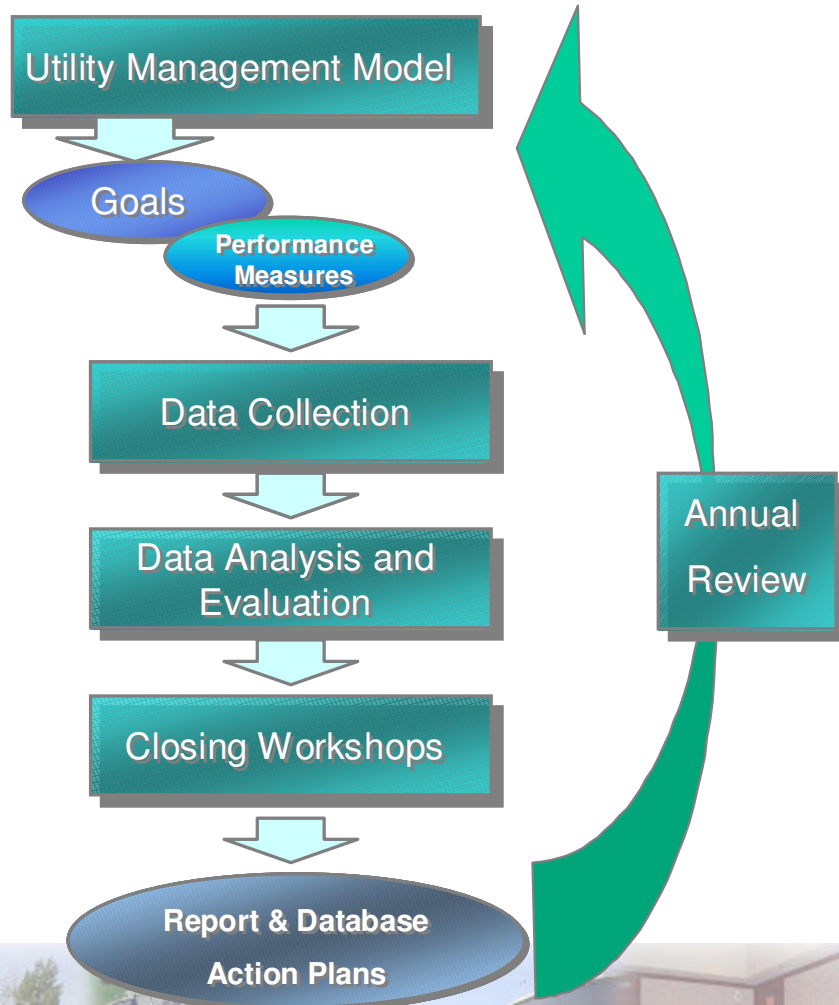 Utility Management Model
Goals
Performance
Measures
Data Collection
Data Analysis and
Evaluation
Closing Workshops
Report & Database
Action Plans
Annual
Review